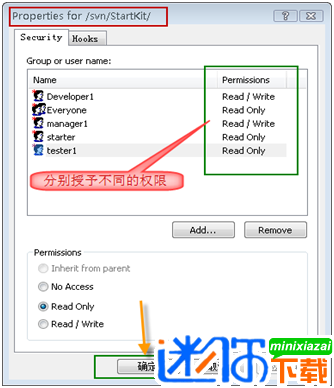 Properties for /svn/StartKit/
Security Hooks
Group or user name:
Name Permissions
Developer1 Read / Write
Everyone Read Only
manager1 Read / Write
starter Read Only
tester1 Read Only
分别授予不同的权限
Add... Remove
Permissions
Inherit from parent
No Access
Read Only
Read / Write
确定
迷你下载
minixiazai